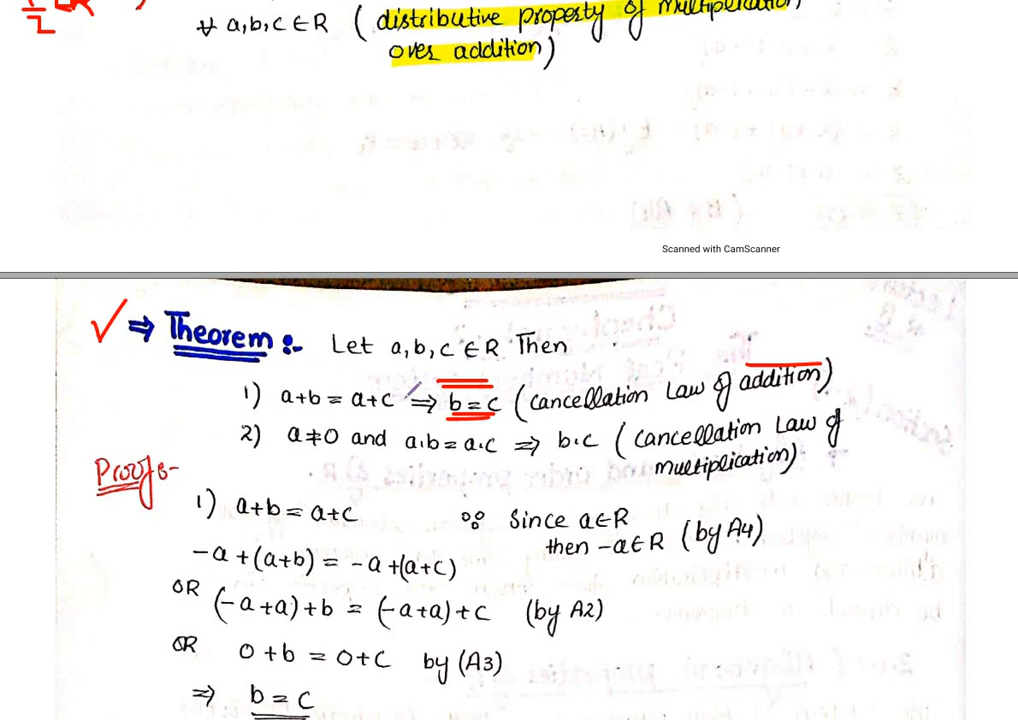 ∀ a,b,c ∈ R ( distributive property of multiplication
over addition)
Scanned with CamScanner
✓ ⇒ Theorem:- Let a,b,c ∈ R Then
1) a+b = a+c ⇒ b = c (cancellation Law of addition)
2) a≠0 and a.b = a.c ⇒ b.c (cancellation Law of
multiplication)
Proof:-
1) a+b = a+c ∵ Since a∈R
then -a∈R (by A4)
-a +(a+b) = -a +(a+c)
OR (-a +a)+b = (-a+a)+c (by A2)
OR 0+b = 0+c by (A3)
⇒ b = c